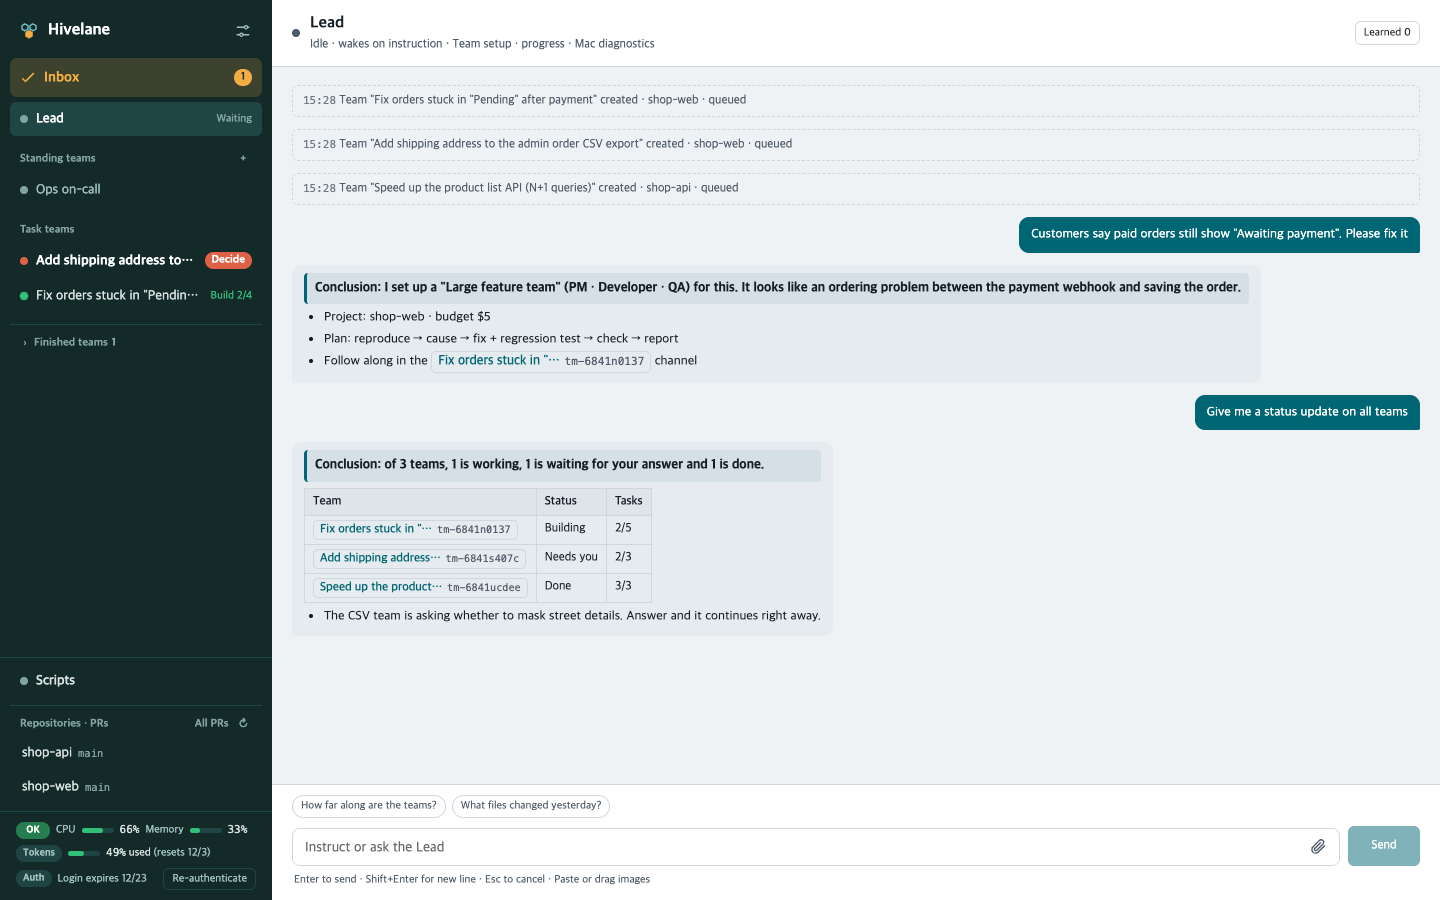 Hivelane
Inbox
1
Lead
Waiting
Standing teams
+
Ops on-call
Task teams
Add shipping address to···
Decide
Fix orders stuck in "Pendin···
Build 2/4
› Finished teams 1
Scripts
Repositories · PRs
All PRs
shop-api main
shop-web main
OK CPU 66% Memory 33%
Tokens 49% used (resets 12/3)
Auth Login expires 12/23 Re-authenticate
Lead
Idle · wakes on instruction · Team setup · progress · Mac diagnostics
Learned 0
15:28 Team "Fix orders stuck in "Pending" after payment" created · shop-web · queued
15:28 Team "Add shipping address to the admin order CSV export" created · shop-web · queued
15:28 Team "Speed up the product list API (N+1 queries)" created · shop-api · queued
Customers say paid orders still show "Awaiting payment". Please fix it
Conclusion: I set up a "Large feature team" (PM · Developer · QA) for this. It looks like an ordering problem between the payment webhook and saving the order.
• Project: shop-web · budget $5
• Plan: reproduce → cause → fix + regression test → check → report
• Follow along in the Fix orders stuck in "··· tm-6841n0137 channel
Give me a status update on all teams
Conclusion: of 3 teams, 1 is working, 1 is waiting for your answer and 1 is done.
Team Status Tasks
Fix orders stuck in "··· tm-6841n0137 Building 2/5
Add shipping address··· tm-6841s407c Needs you 2/3
Speed up the product··· tm-6841ucdee Done 3/3
• The CSV team is asking whether to mask street details. Answer and it continues right away.
How far along are the teams?
What files changed yesterday?
Instruct or ask the Lead
Send
Enter to send · Shift+Enter for new line · Esc to cancel · Paste or drag images